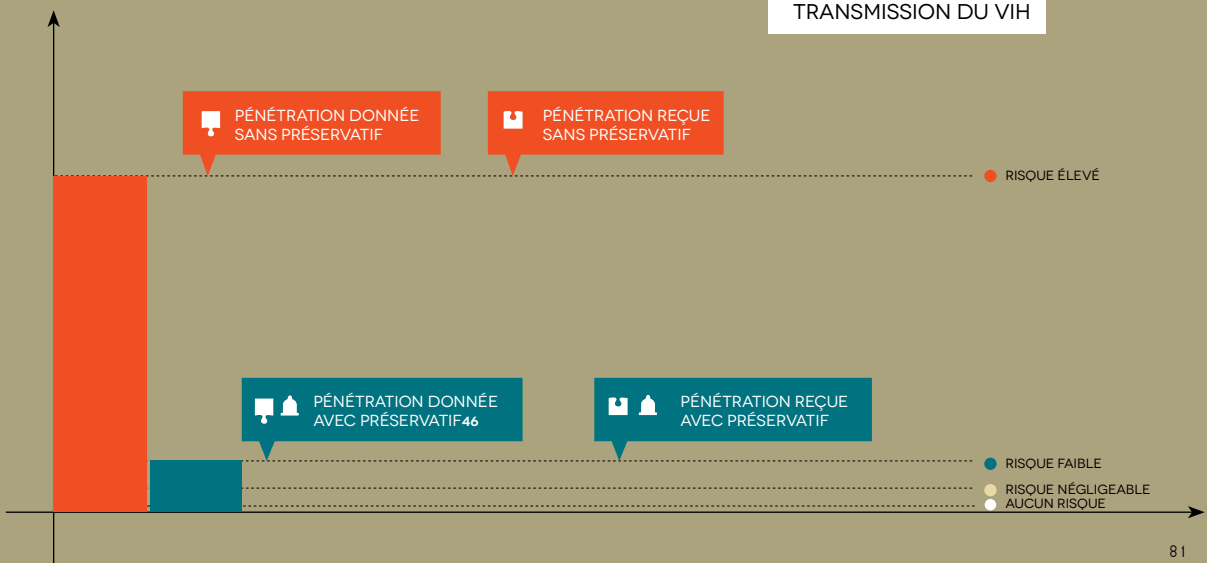 TRANSMISSION DU VIH
PÉNÉTRATION DONNÉE
SANS PRÉSERVATIF
PÉNÉTRATION REÇUE
SANS PRÉSERVATIF
RISQUE ÉLEVÉ
PÉNÉTRATION DONNÉE
AVEC PRÉSERVATIF46
PÉNÉTRATION REÇUE
AVEC PRÉSERVATIF
RISQUE FAIBLE
RISQUE NÉGLIGEABLE
AUCUN RISQUE
81